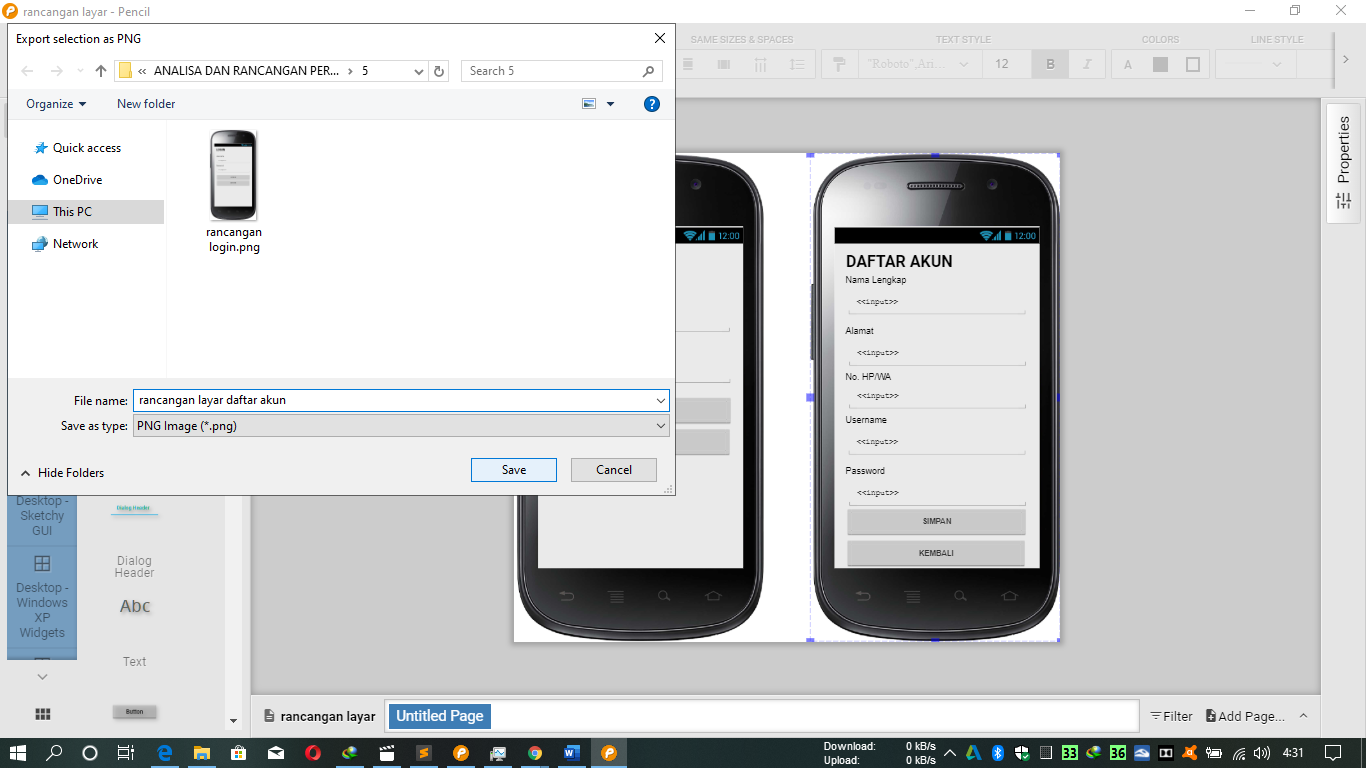 rancangan layar - Pencil
Export selection as PNG
« ANALISA DAN RANCANGAN PER... > 5
Search 5
Organize
New folder
Quick access
OneDrive
This PC
Network
rancangan
login.png
File name: rancangan layar daftar akun
Save as type: PNG Image (*.png)
Hide Folders
Save
Cancel
SAME SIZES & SPACES
TEXT STYLE
COLORS
LINE STYLE
"Roboto",Ari...
12
B
I
A
Properties
12:00
12:00
DAFTAR AKUN
Nama Lengkap
<<input>>
Alamat
<<input>>
No. HP/WA
<<input>>
Username
<<input>>
Password
<<input>>
SIMPAN
KEMBALI
Desktop -
Sketchy
GUI
Desktop -
Windows
XP
Widgets
Dialog Header
Dialog
Header
Abc
Text
Button
rancangan layar
Untitled Page
Filter
Add Page...
Download: 0 kB/s
Upload: 0 kB/s
33
36
4:31